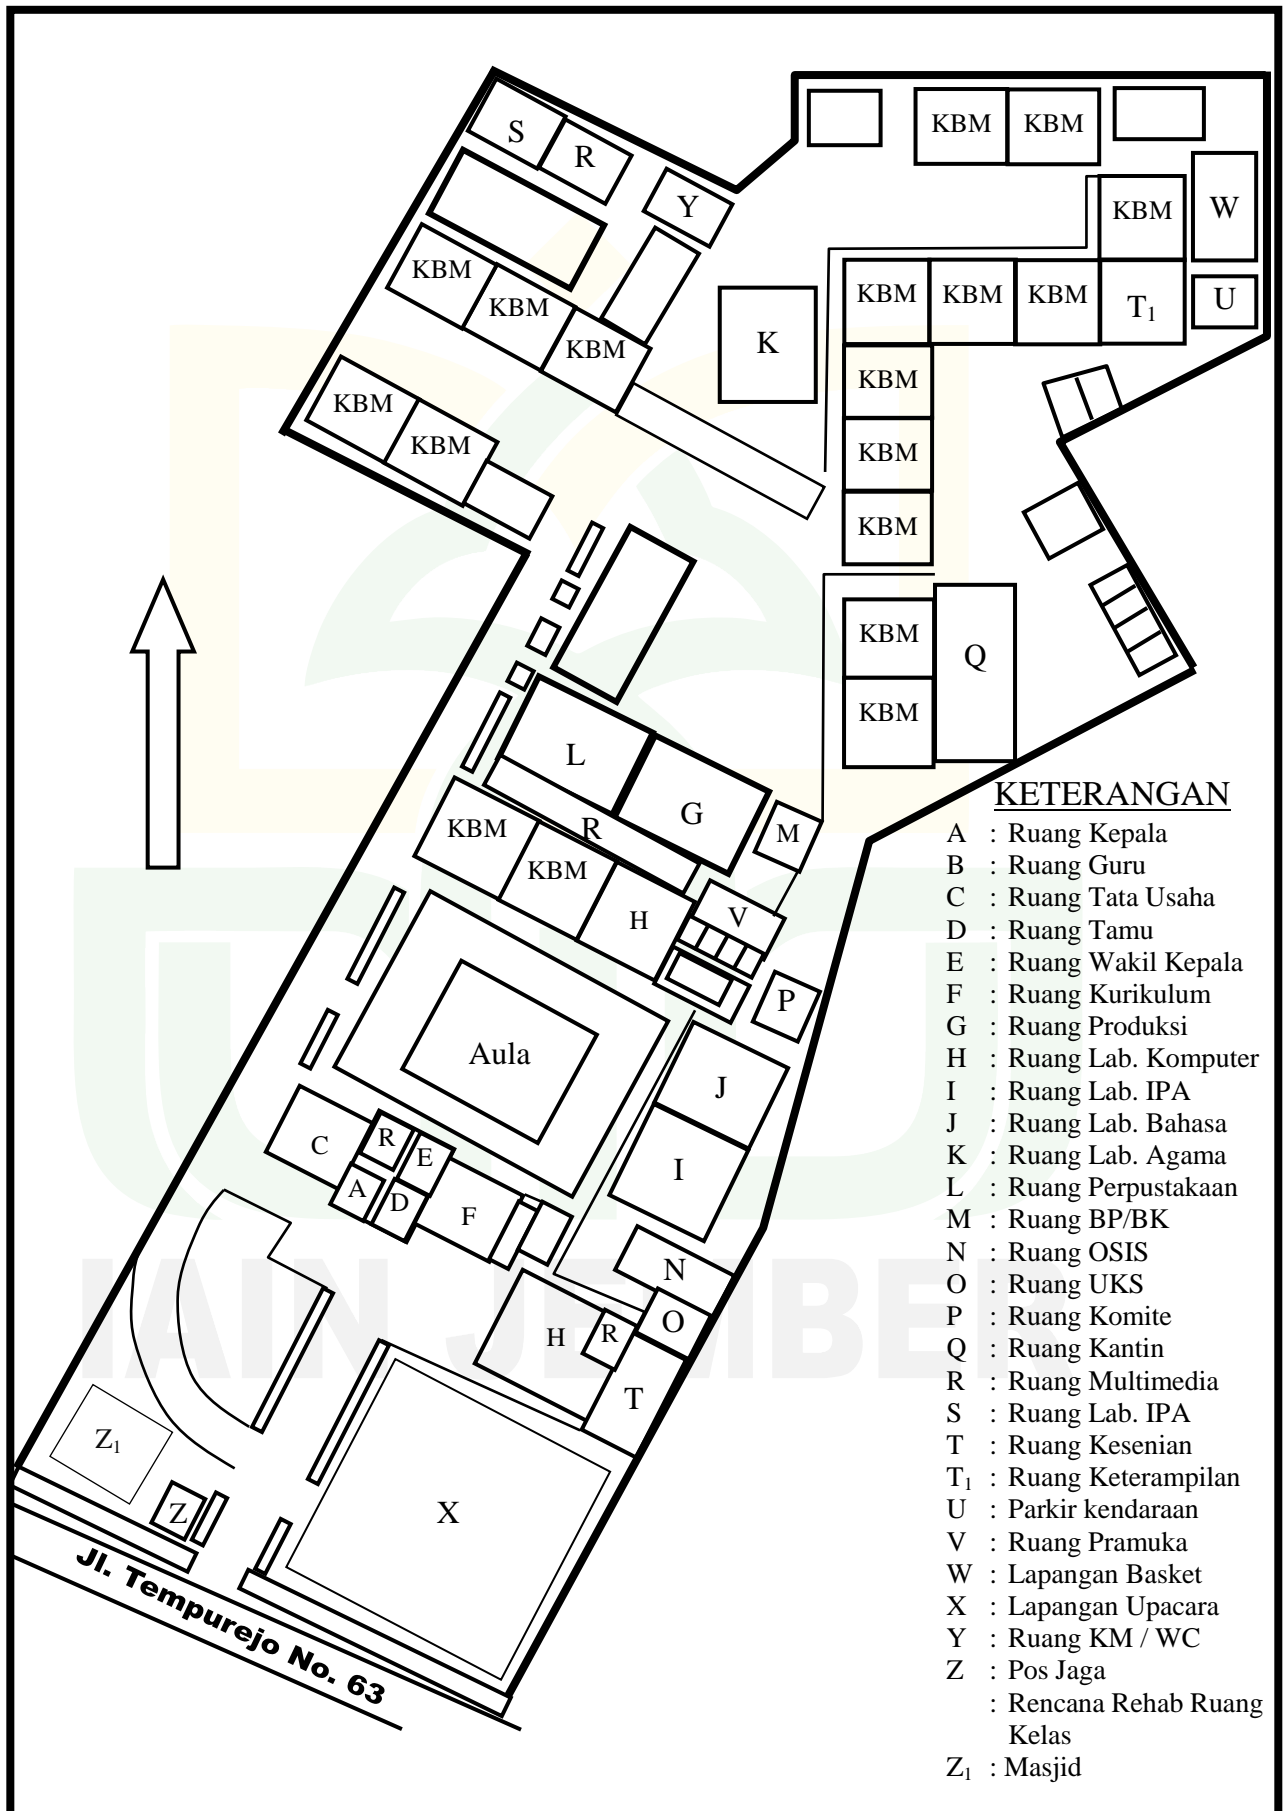 S
R
Y
KBM
KBM
KBM
KBM
KBM
K
KBM KBM
KBM
W
KBM KBM KBM T₁
U
KBM
KBM
KBM
KBM
KBM
Q
L
G
R
M
KBM
KBM
H
V
P
Aula
J
I
C
R
E
A
D
F
N
O
H
R
T
Z₁
Z
X
Jl. Tempurejo No. 63
KETERANGAN
A : Ruang Kepala
B : Ruang Guru
C : Ruang Tata Usaha
D : Ruang Tamu
E : Ruang Wakil Kepala
F : Ruang Kurikulum
G : Ruang Produksi
H : Ruang Lab. Komputer
I : Ruang Lab. IPA
J : Ruang Lab. Bahasa
K : Ruang Lab. Agama
L : Ruang Perpustakaan
M : Ruang BP/BK
N : Ruang OSIS
O : Ruang UKS
P : Ruang Komite
Q : Ruang Kantin
R : Ruang Multimedia
S : Ruang Lab. IPA
T : Ruang Kesenian
T₁ : Ruang Keterampilan
U : Parkir kendaraan
V : Ruang Pramuka
W : Lapangan Basket
X : Lapangan Upacara
Y : Ruang KM / WC
Z : Pos Jaga
: Rencana Rehab Ruang
Kelas
Z₁ : Masjid
IAIN JEMBER